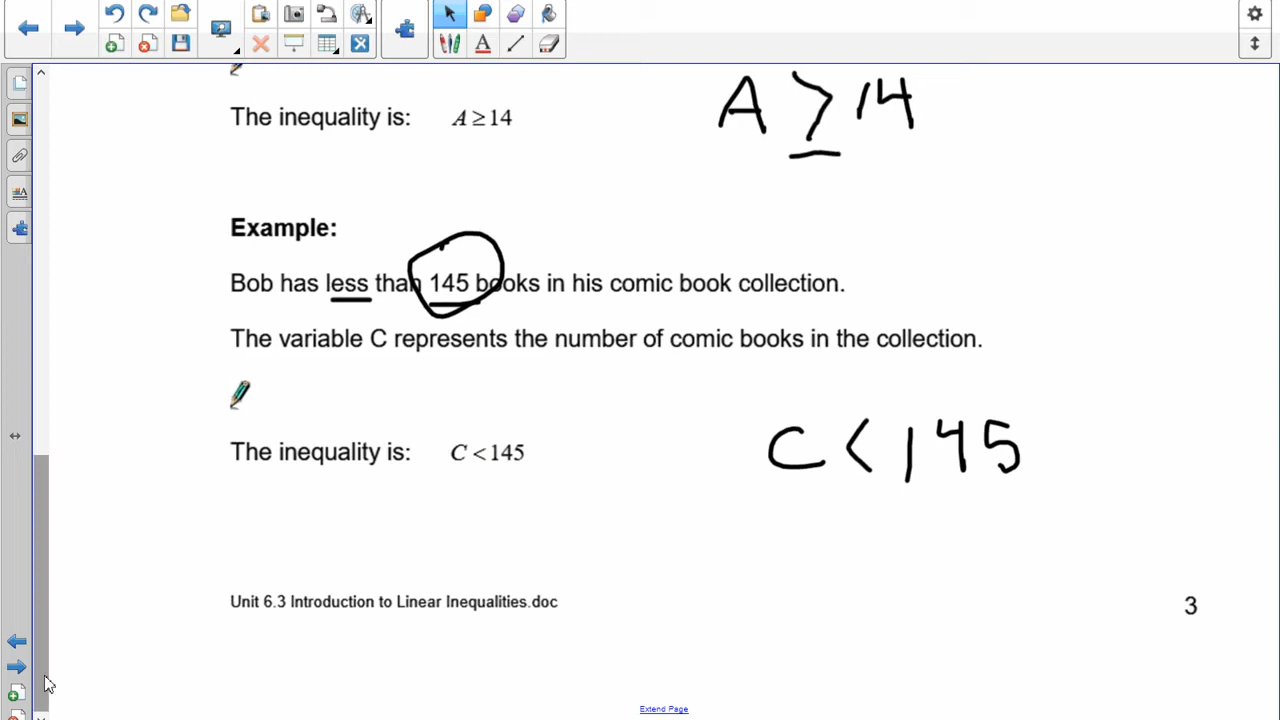 The inequality is: A ≥ 14
A ≥ 14
Example:
Bob has less than 145 books in his comic book collection.
The variable C represents the number of comic books in the collection.
The inequality is: C < 145
C < 145
Unit 6.3 Introduction to Linear Inequalities.doc
3
Extend Page